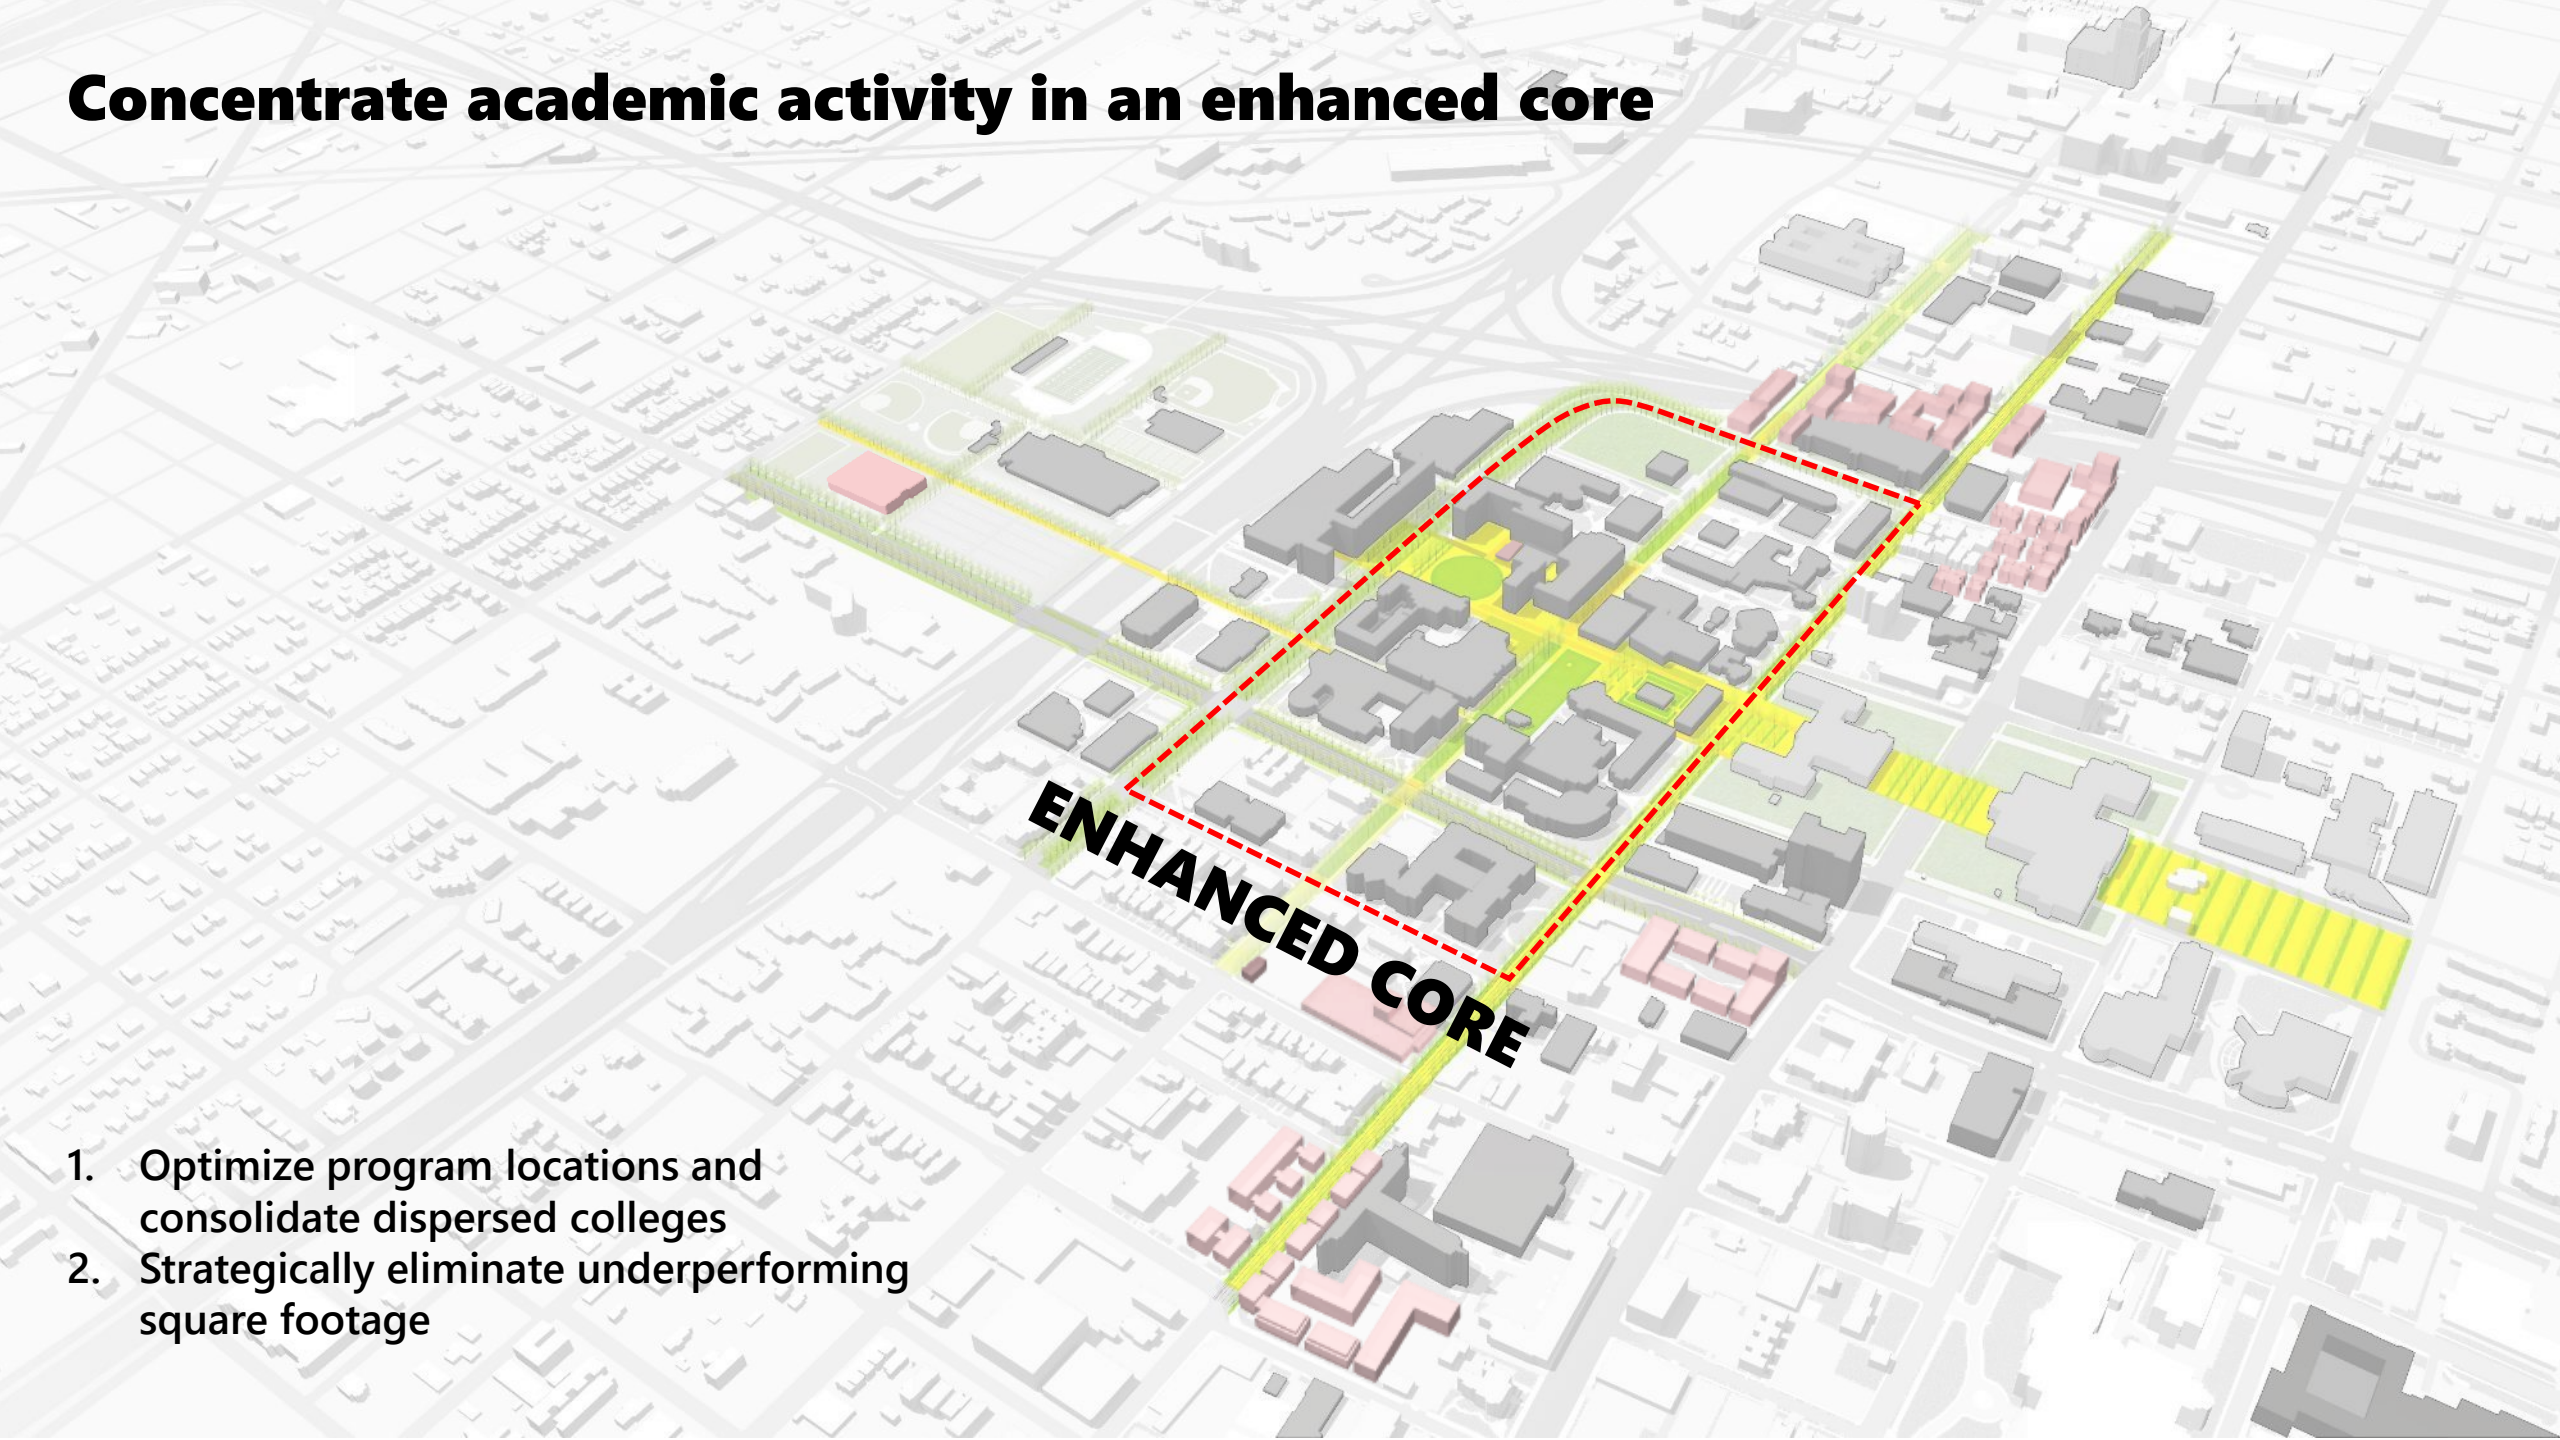 Concentrate academic activity in an enhanced core
ENHANCED CORE
1. Optimize program locations and
consolidate dispersed colleges
2. Strategically eliminate underperforming
square footage